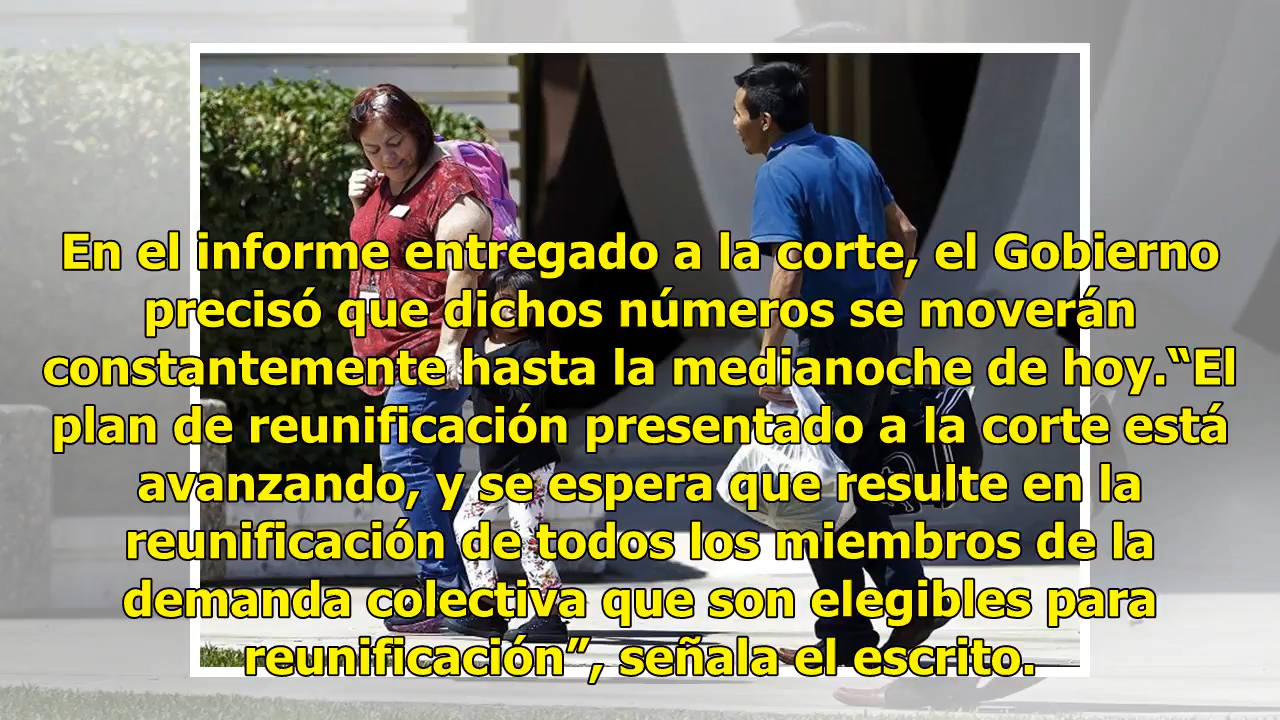 En el informe entregado a la corte, el Gobierno
precisó que dichos números se moverán
constantemente hasta la medianoche de hoy.“El
plan de reunificación presentado a la corte está
avanzando, y se espera que resulte en la
reunificación de todos los miembros de la
demanda colectiva que son elegibles para
reunificación”, señala el escrito.